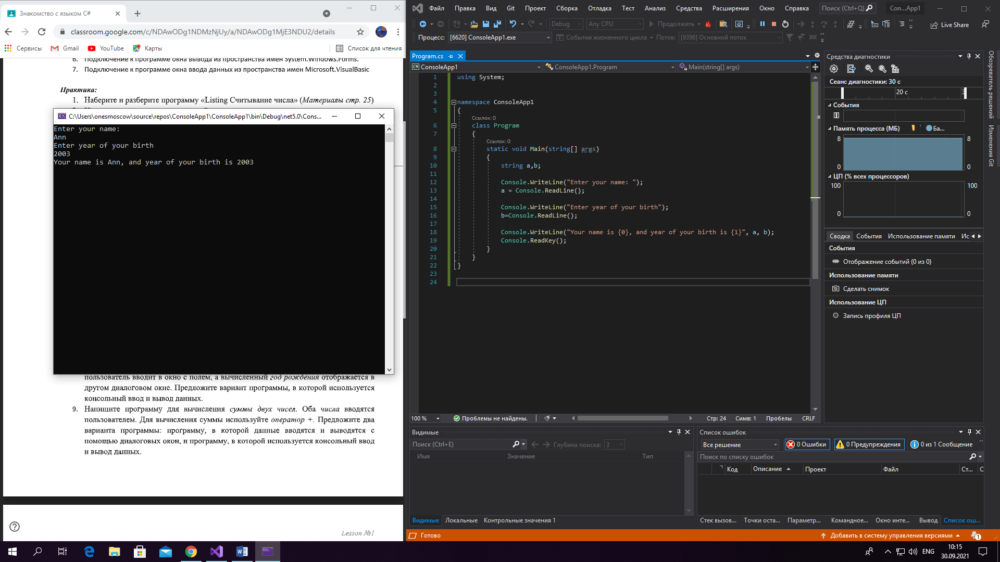 Знакомство с языком C#
classroom.google.com/c/NDAwODg1NDMzNjUy/a/NDAwODg1MjE3NDU2/details
Сервисы
Gmail
YouTube
Карты
Список для чтения
6. Подключение к программе окна вывода из пространства имен System.Windows.Forms.
7. Подключение к программе окна ввода данных из пространства имен Microsoft.VisualBasic
Практика:
1. Наберите и разберите программу «Listing Считывание числа» (Материалы стр. 25)
C:\Users\onesmoscow\source\repos\ConsoleApp1\ConsoleApp1\bin\Debug\net5.0\Cons...
Enter your name:
Ann
Enter year of your birth
2003
Your name is Ann, and year of your birth is 2003
пользователь вводит в окно с полем, а вычисленный год рождения отображается в
другом диалоговом окне. Предложите вариант программы, в которой используется
консольный ввод и вывод данных.
9. Напишите программу для вычисления суммы двух чисел. Оба числа вводятся
пользователем. Для вычисления суммы используйте оператор +. Предложите два
варианта программы: программу, в которой данные вводятся и выводятся с
помощью диалоговых окон, и программу, в которой используется консольный ввод
и вывод данных.
Lesson №1
Файл Правка Вид Git Проект Сборка Отладка Тест Анализ Средства Расширения Окно Справка
Поиск (Ctrl+Q)
Con...App1
Debug
Any CPU
Продолжить
Live Share
Процесс: [6620] ConsoleApp1.exe
События жизненного цикла
Поток: [9396] Основной поток
Program.cs
C# ConsoleApp1
ConsoleApp1.Program
Main(string[] args)
1 using System;
2
3
4 namespace ConsoleApp1
5 {
Ссылок: 0
6 class Program
7 {
Ссылок: 0
8 static void Main(string[] args)
9 {
10 string a,b;
11
12 Console.WriteLine("Enter your name: ");
13 a = Console.ReadLine();
14
15 Console.WriteLine("Enter year of your birth");
16 b=Console.ReadLine();
17
18 Console.WriteLine("Your name is {0}, and year of your birth is {1}", a, b);
19 Console.ReadKey();
20 }
21 }
22 }
23
24
100 %
Проблемы не найдены.
Стр: 24 Симв: 1 Пробелы CRLF
Средства диагностики
Сеанс диагностики: 30 с
20 с
События
Память процесса (МБ)
Ба...
8 8
0 0
ЦП (% всех процессоров)
100 100
0 0
Сводка События Использование памяти Ис
События
Отображение событий (0 из 0)
Использование памяти
Сделать снимок
Использование ЦП
Запись профиля ЦП
Обозреватель решений
Изменения Git
Видимые
Поиск (Ctrl+E)
Глубина поиска: 3
Имя Значение Тип
Видимые Локальные Контрольные значения 1
Список ошибок
Все решение
0 Ошибки
0 Предупреждения
0 из 1 Сообщение
Поиск по списку ошибок
Код Описание Проект Файл Ст... С
Стек вызов... Точки оста... Параметр... Командное... Окно инте... Вывод Список ош...
Готово
Добавить в систему управления версиями
1
ENG
10:15
30.09.2021